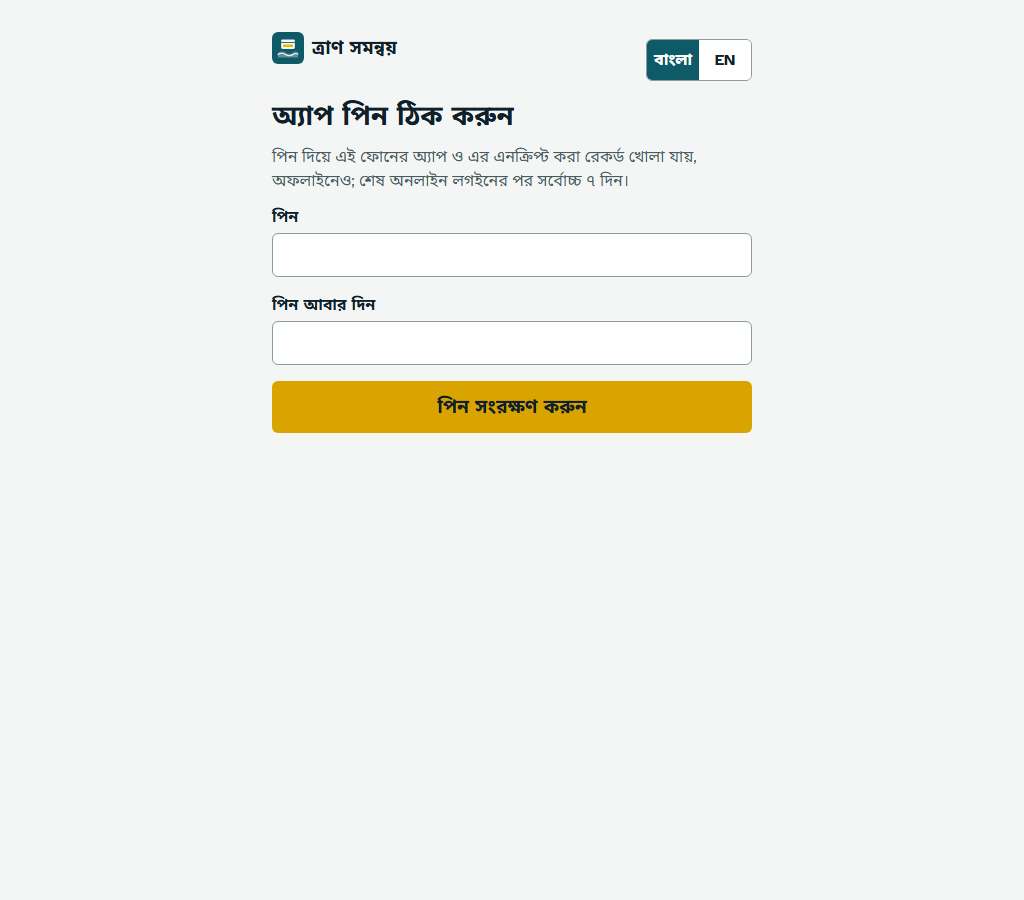 ত্রাণ সমন্বয়
বাংলা EN
অ্যাপ পিন ঠিক করুন
পিন দিয়ে এই ফোনের অ্যাপ ও এর এনক্রিপ্ট করা রেকর্ড খোলা যায়,
অফলাইনেও; শেষ অনলাইন লগইনের পর সর্বোচ্চ ৭ দিন।
পিন
পিন আবার দিন
পিন সংরক্ষণ করুন